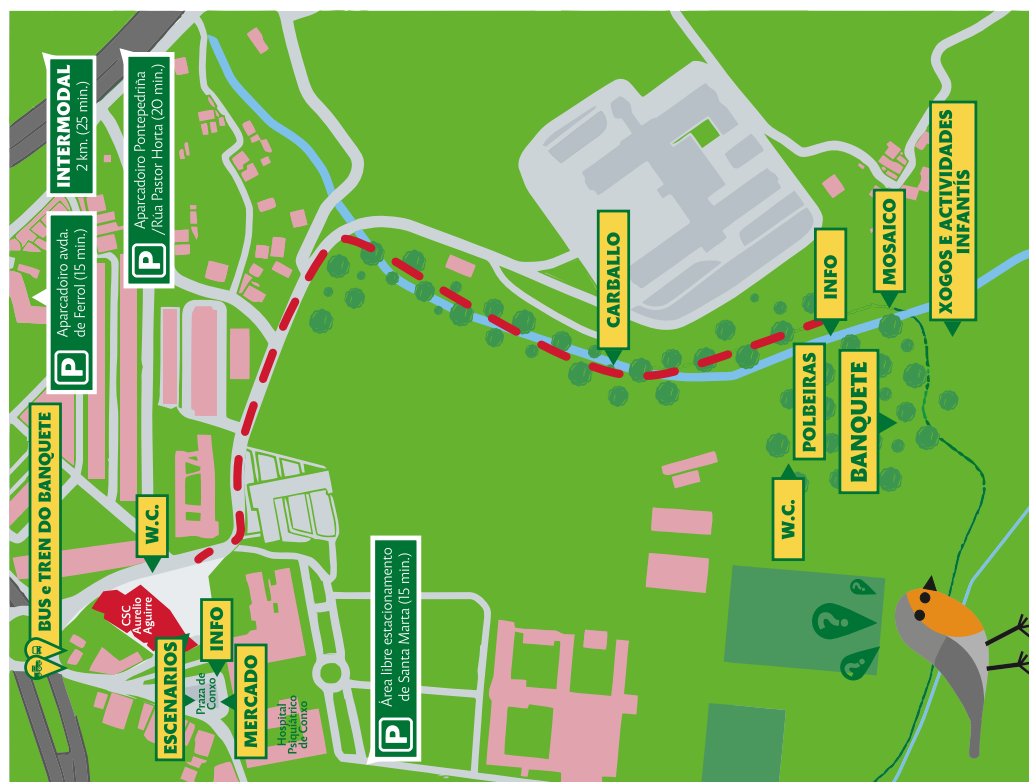 INTERMODAL
2 km. (25 min.)
P
Aparcadoiro Pontepedriña
/Rúa Pastor Horta (20 min.)
P
Aparcadoiro avda.
de Ferrol (15 min.)
BUS e TREN DO BANQUETE
W.C.
CSC
Aurelio
Aguirre
ESCENARIOS
INFO
Praza de
Conxo
MERCADO
Hospital
Psiquiátrico
de Conxo
P
Área libre estacionamento
de Santa Marta (15 min.)
CARBALLO
INFO
MOSAICO
XOGOS E ACTIVIDADES
INFANTÍS
POLBEIRAS
BANQUETE
W.C.
?
?
?